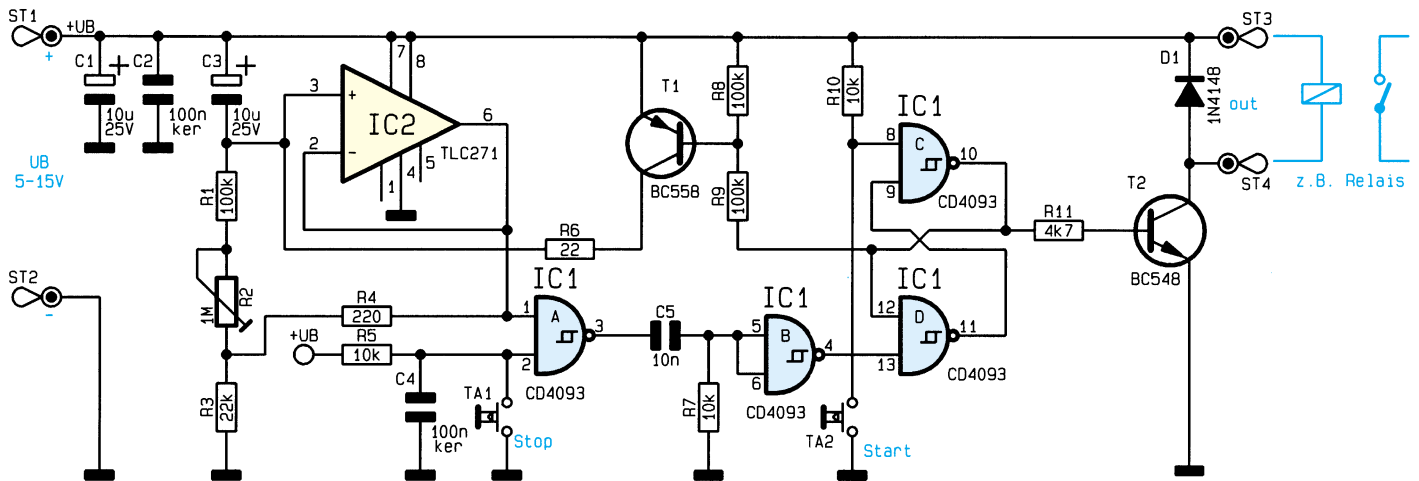 ST1
+UB
+
C1
+
10u
25V
C2
100n
ker
C3
+
10u
25V
UB
5-15V
ST2
-
R1
100k
R2
1M
R3
22k
3
+
2
-
IC2
7
8
6
TLC271
5
4
1
R4
220
+UB
R5
10k
C4
100n
ker
TA1
Stop
R6
22
T1
BC558
R8
100k
R9
100k
IC1
1
A
2
3
CD4093
C5
10n
R7
10k
IC1
5
B
6
4
CD4093
R10
10k
TA2
Start
IC1
8
C
9
10
CD4093
IC1
12
D
13
11
CD4093
R11
4k7
T2
BC548
D1
1N4148
out
ST3
ST4
z.B. Relais